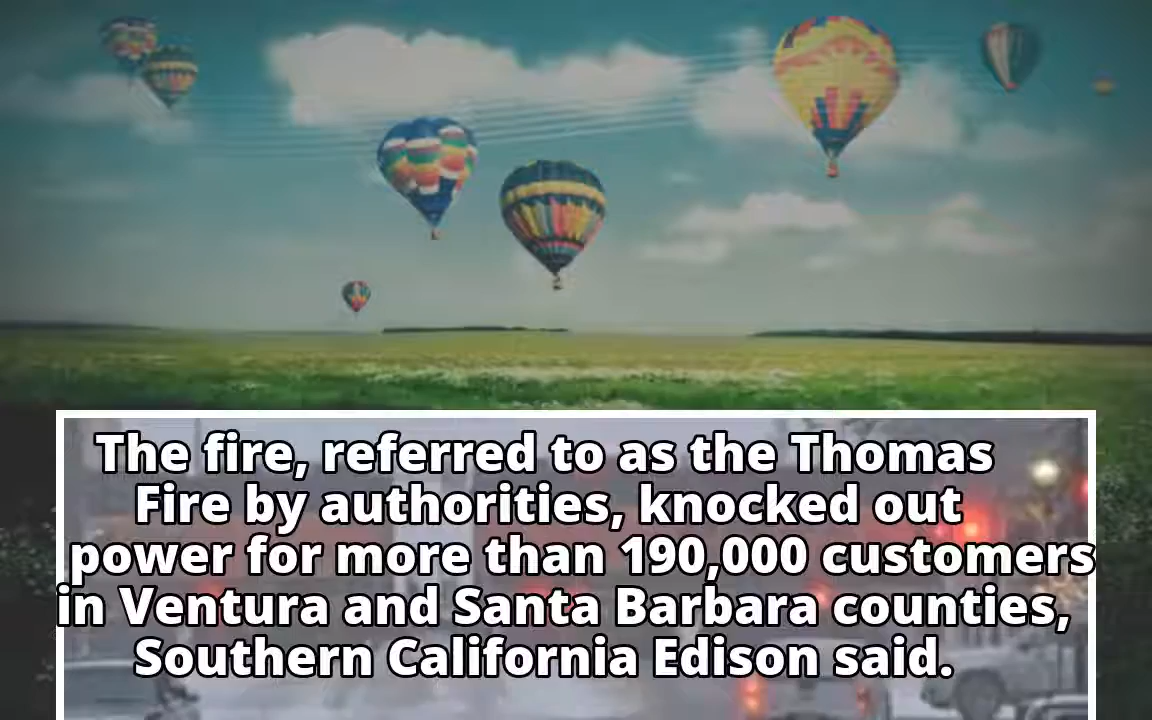 The fire, referred to as the Thomas
Fire by authorities, knocked out
power for more than 190,000 customers
in Ventura and Santa Barbara counties,
Southern California Edison said.